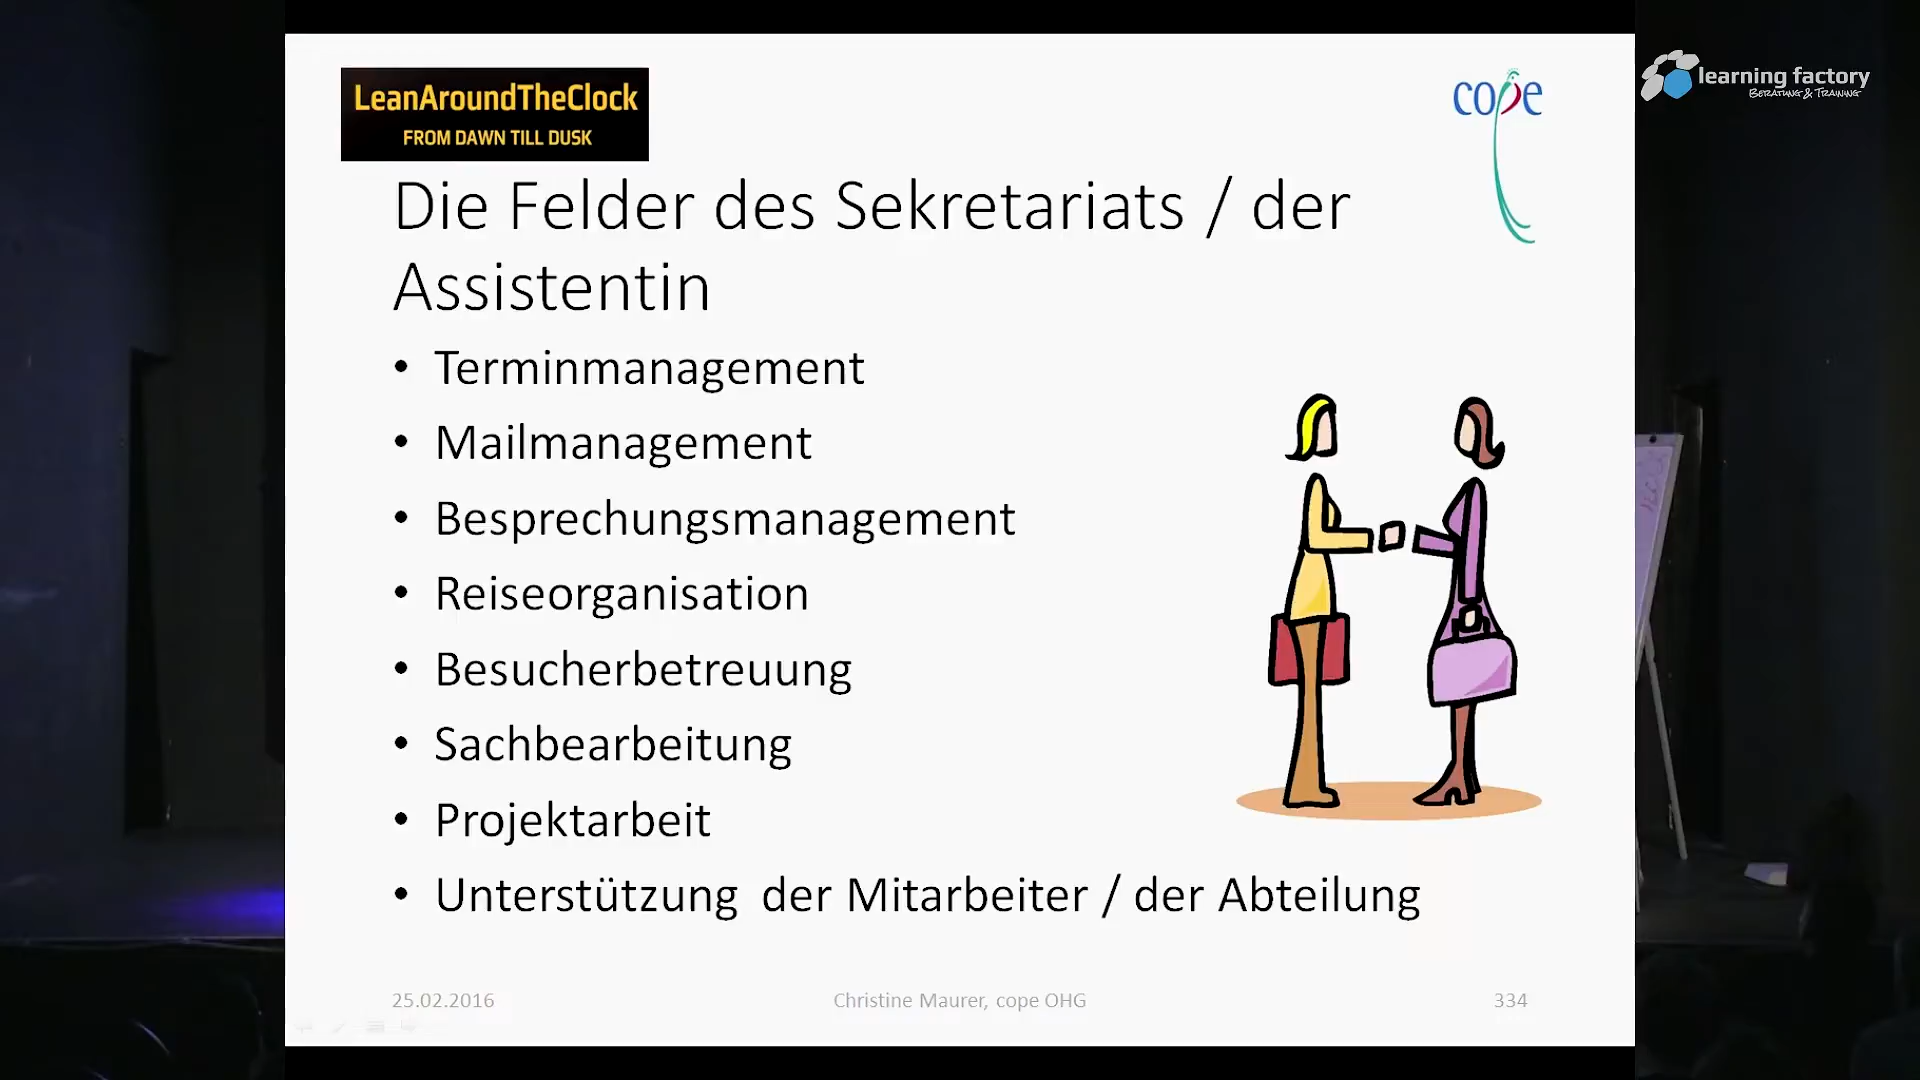 LeanAroundTheClock
FROM DAWN TILL DUSK
cope
learning factory
BERATUNG & TRAINING
Die Felder des Sekretariats / der
Assistentin
• Terminmanagement
• Mailmanagement
• Besprechungsmanagement
• Reiseorganisation
• Besucherbetreuung
• Sachbearbeitung
• Projektarbeit
• Unterstützung der Mitarbeiter / der Abteilung
25.02.2016
Christine Maurer, cope OHG
334